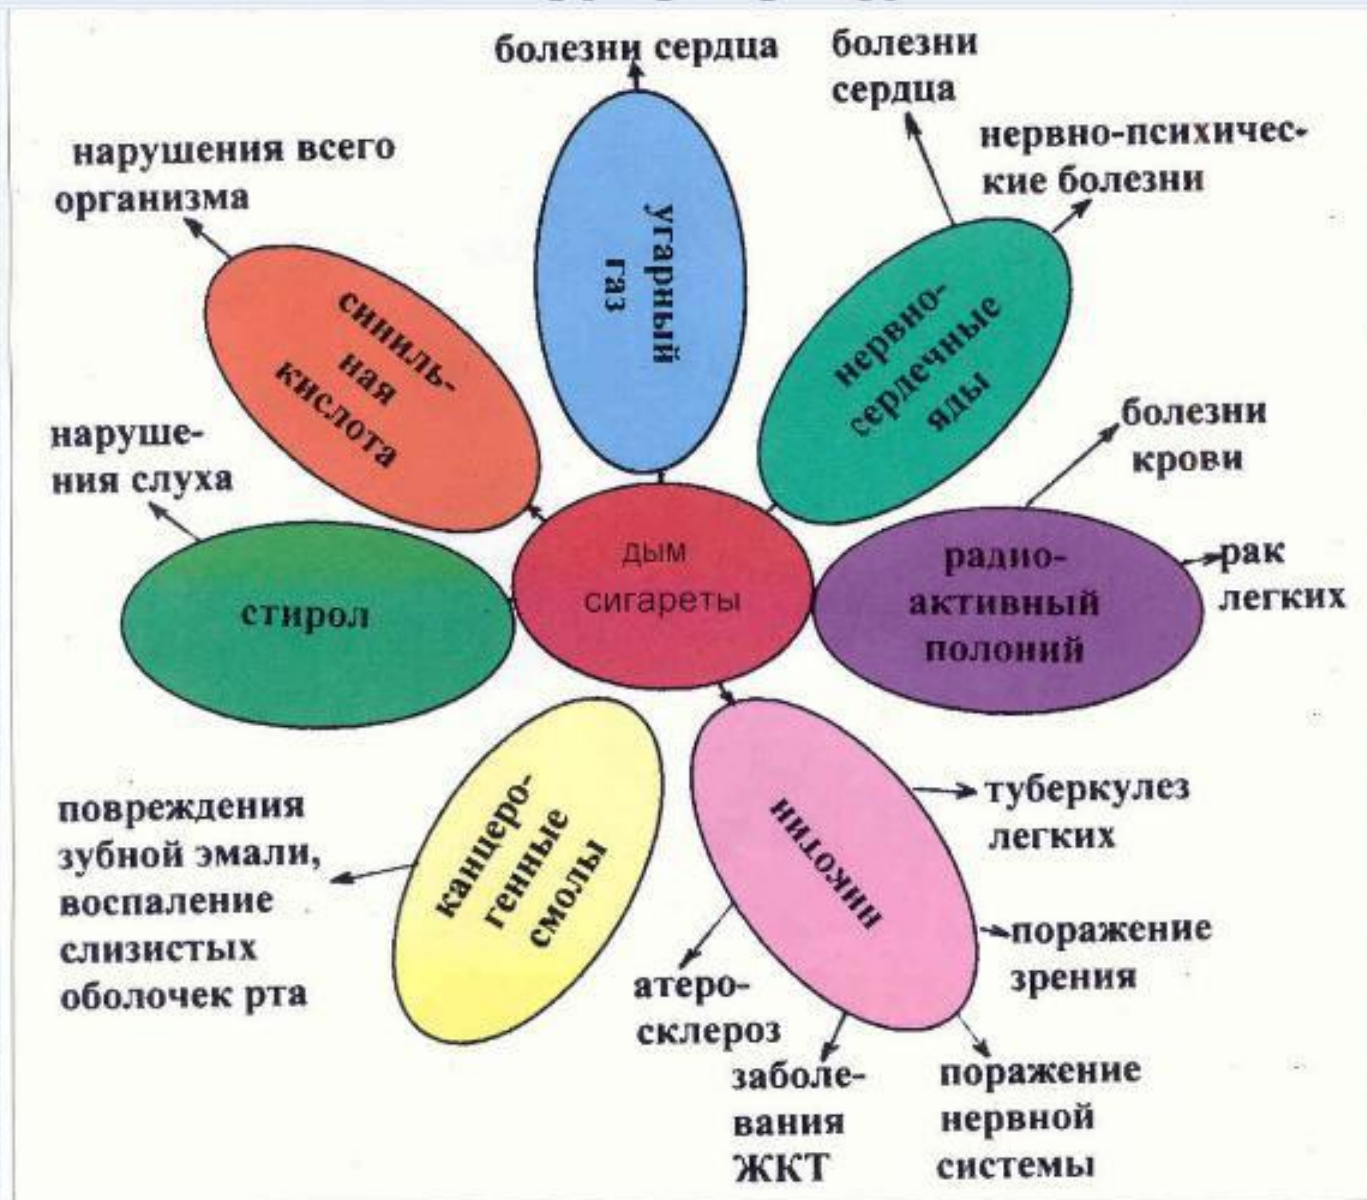 болезни сердца
болезни
сердца
нервно-психичес-
кие болезни
нарушения всего
организма
угарный
газ
нервно-
сердечные
яды
синиль-
ная
кислота
болезни
крови
наруше-
ния слуха
дым
сигареты
радио-
активный
полоний
рак
легких
стирол
канцеро-
генные
смолы
никотин
туберкулез
легких
повреждения
зубной эмали,
воспаление
слизистых
оболочек рта
поражение
зрения
атеро-
склероз
заболе-
вания
ЖКТ
поражение
нервной
системы